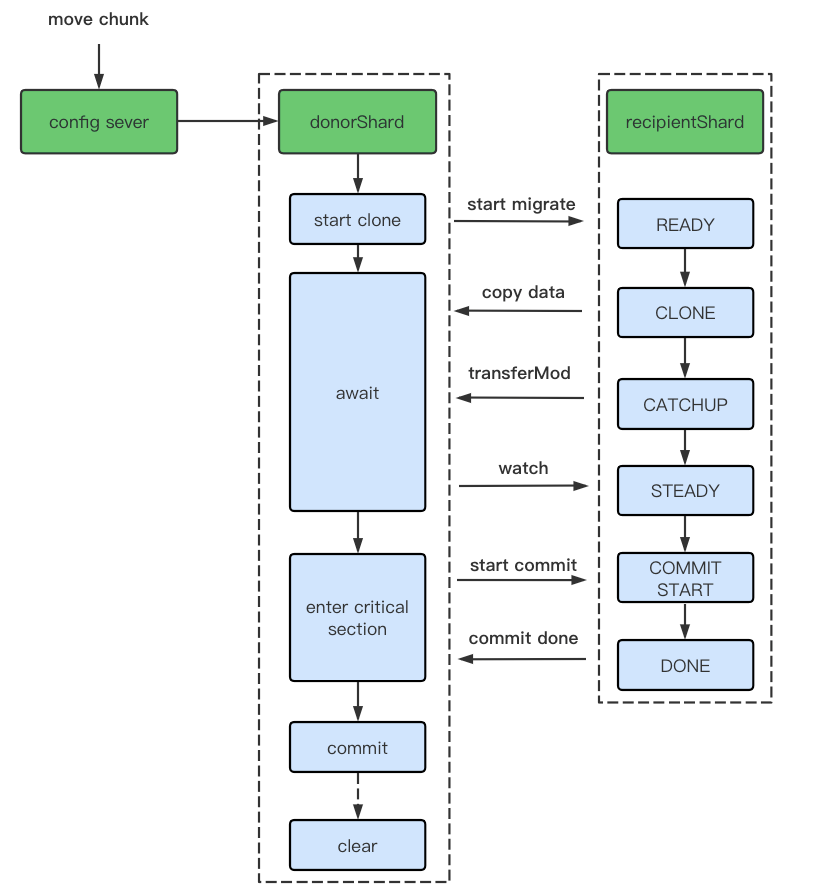 move chunk
config sever
donorShard
recipientShard
start clone
start migrate
READY
copy data
CLONE
await
transferMod
CATCHUP
watch
STEADY
enter critical
section
start commit
COMMIT
START
commit done
DONE
commit
clear